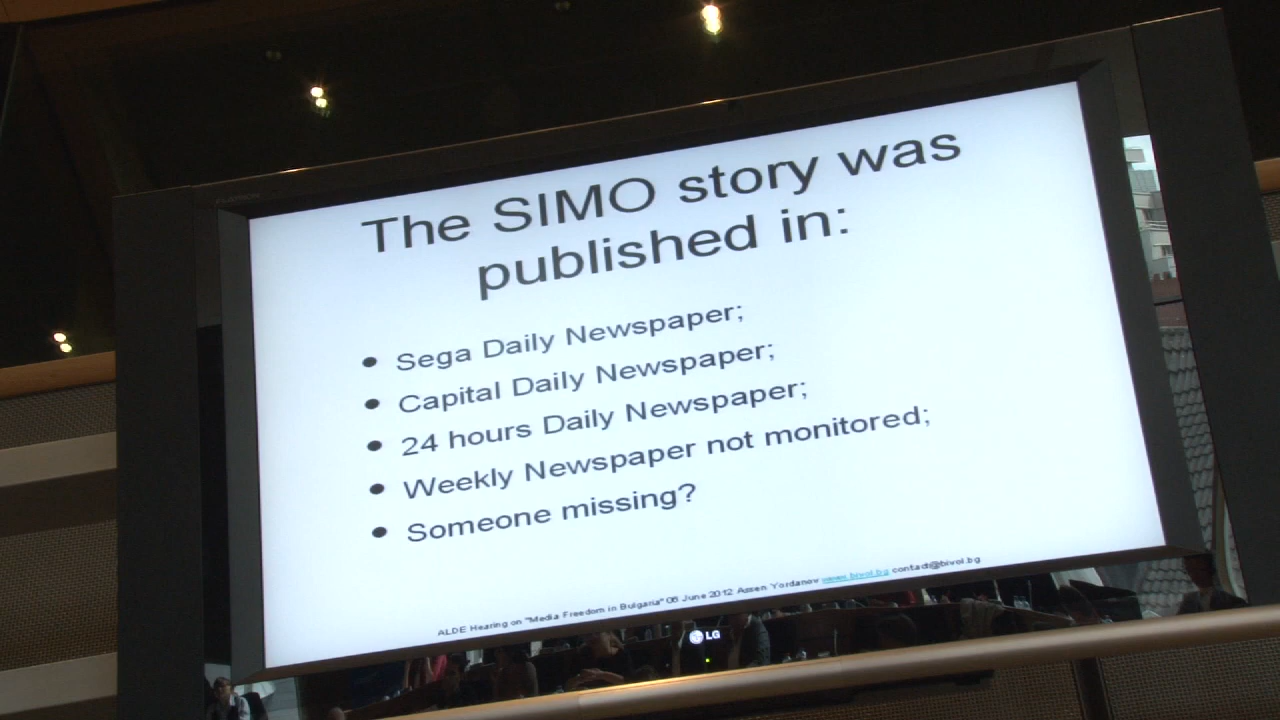 The SIMO story was
published in:
Sega Daily Newspaper;
Capital Daily Newspaper;
24 hours Daily Newspaper;
Weekly Newspaper not monitored;
Someone missing?
ALDE Hearing on "Media Freedom in Bulgaria" 06 June 2012 Assen Yordanov www.bivol.bg contact@bivol.bg
LG